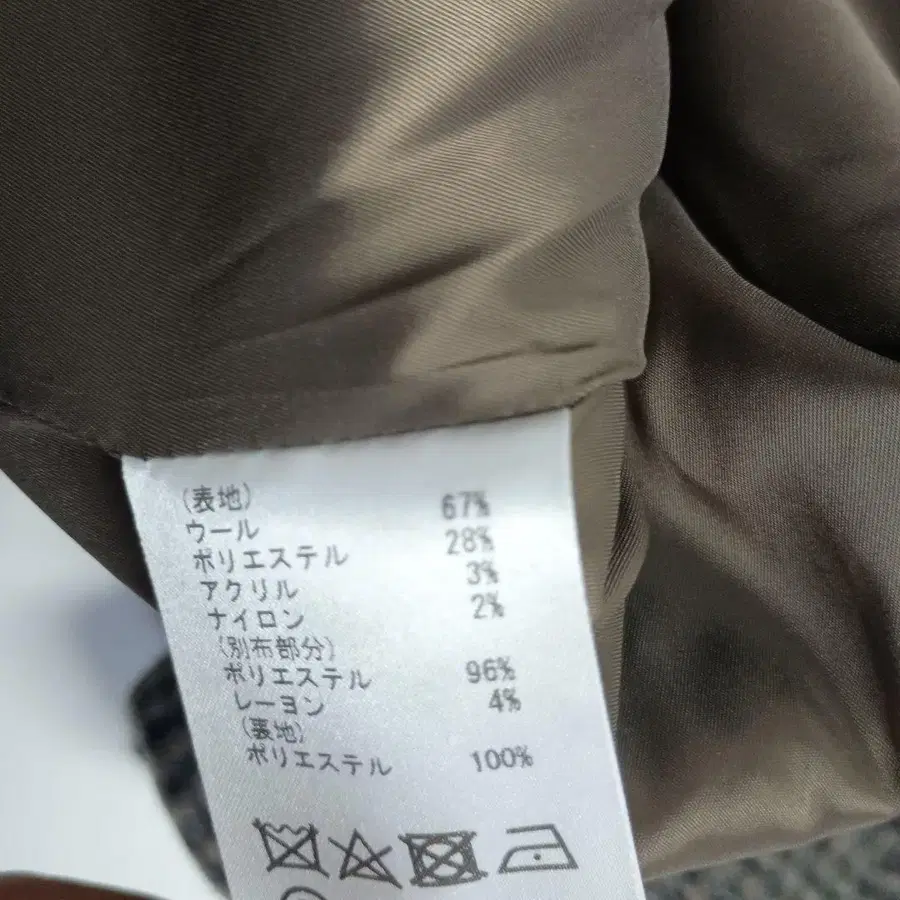 (表地)
ウール 67%
ポリエステル 28%
アクリル 3%
ナイロン 2%
(別布部分)
ポリエステル 96%
レーヨン 4%
(裏地)
ポリエステル 100%